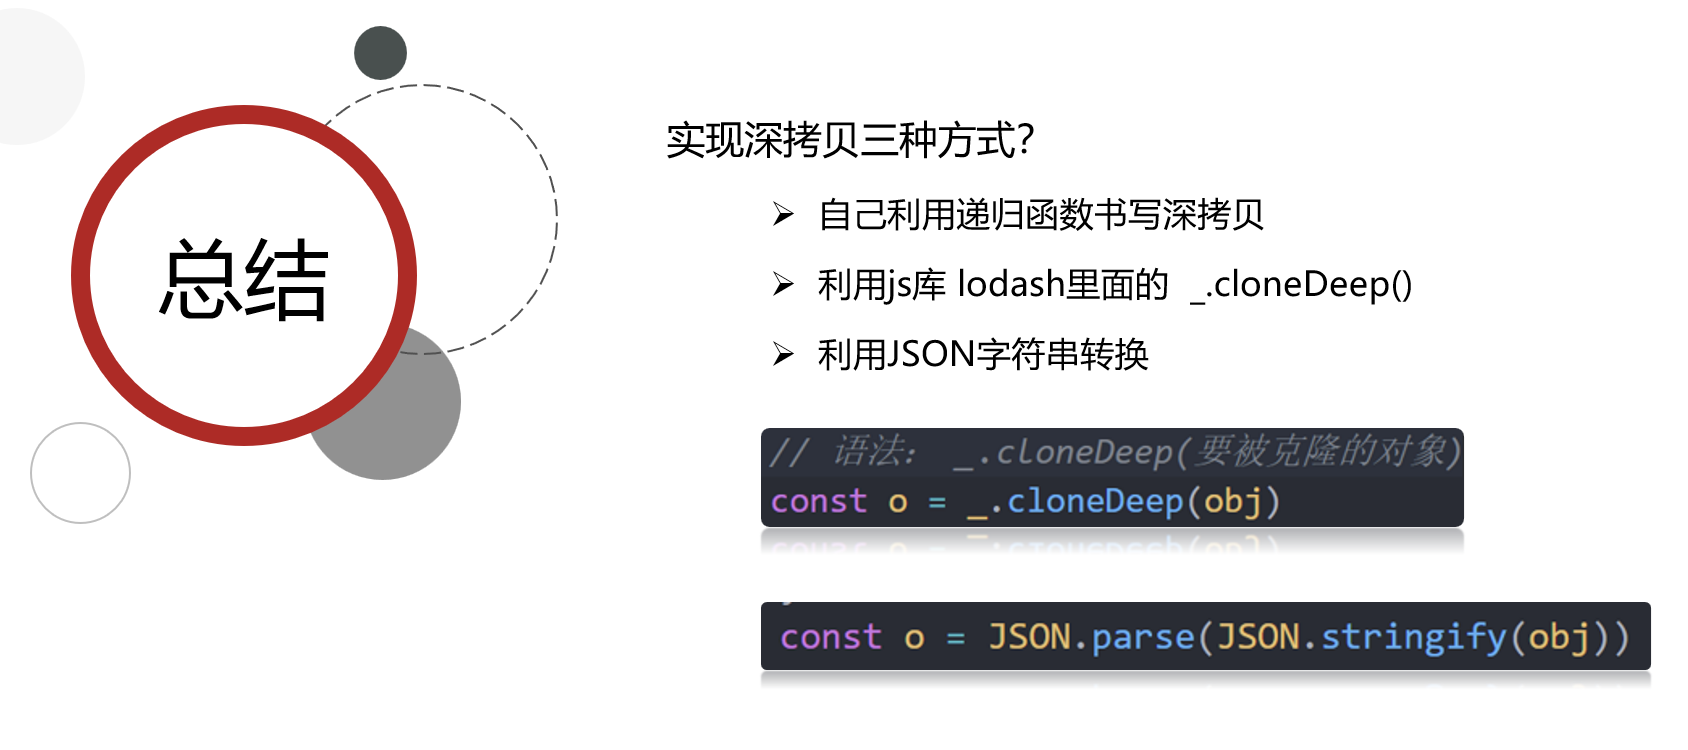 总结
实现深拷贝三种方式？
自己利用递归函数书写深拷贝
利用js库 lodash里面的 _.cloneDeep()
利用JSON字符串转换
// 语法： _.cloneDeep(要被克隆的对象)
const o = _.cloneDeep(obj)
const o = JSON.parse(JSON.stringify(obj))